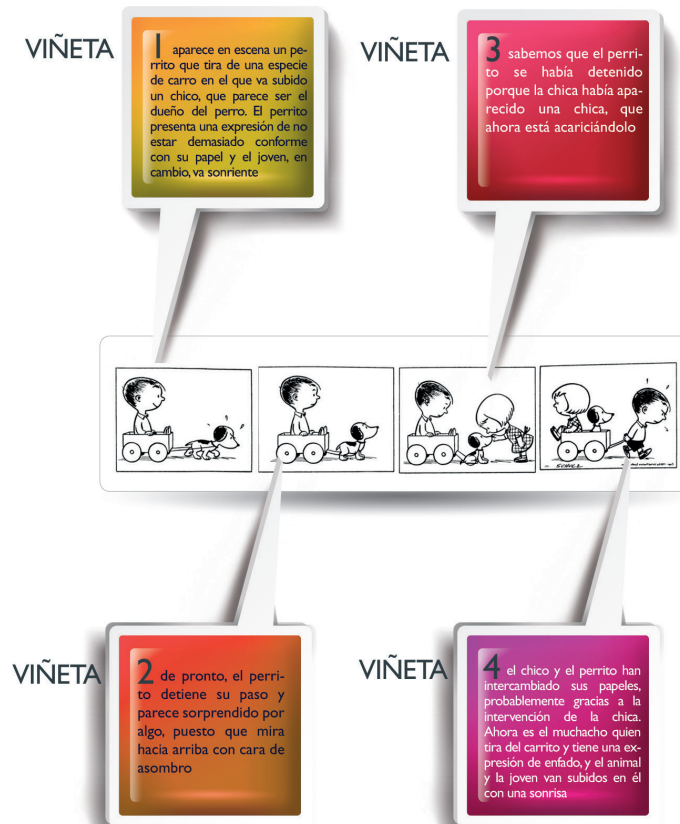 VIÑETA
1 aparece en escena un pe-
rrito que tira de una especie
de carro en el que va subido
un chico, que parece ser el
dueño del perro. El perrito
presenta una expresión de no
estar demasiado conforme
con su papel y el joven, en
cambio, va sonriente
VIÑETA
3 sabemos que el perri-
to se había detenido
porque la chica había apa-
recido una chica, que
ahora está acariciándolo
SCHULZ
VIÑETA
2 de pronto, el perri-
to detiene su paso y
parece sorprendido por
algo, puesto que mira
hacia arriba con cara de
asombro
VIÑETA
4 el chico y el perrito han
intercambiado sus papeles,
probablemente gracias a la
intervención de la chica.
Ahora es el muchacho quien
tira del carrito y tiene una ex-
presión de enfado, y el animal
y la joven van subidos en él
con una sonrisa